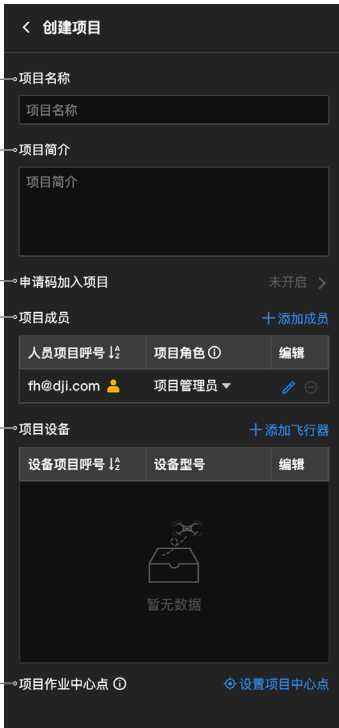 创建项目
项目名称
项目名称
项目简介
项目简介
申请码加入项目 未开启
项目成员 添加成员
人员项目呼号 项目角色 编辑
fh@dji.com 项目管理员
项目设备 添加飞行器
设备项目呼号 设备型号 编辑
暂无数据
项目作业中心点 设置项目中心点